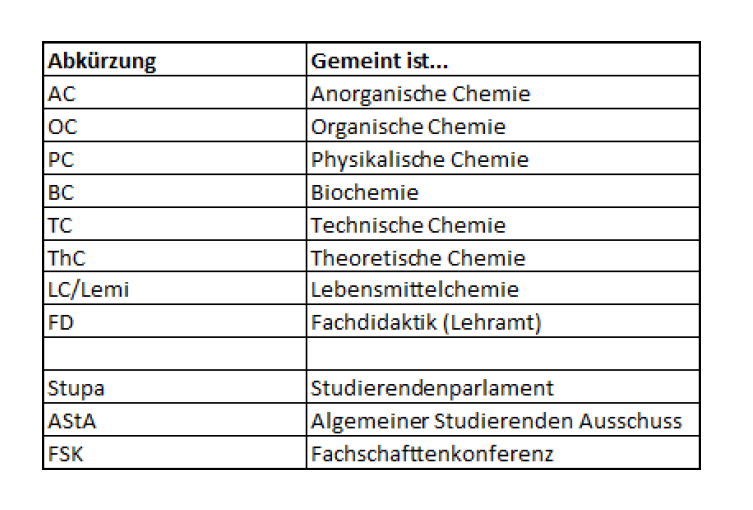 Abkürzung Gemeint ist...
AC Anorganische Chemie
OC Organische Chemie
PC Physikalische Chemie
BC Biochemie
TC Technische Chemie
ThC Theoretische Chemie
LC/Lemi Lebensmittelchemie
FD Fachdidaktik (Lehramt)
Stupa Studierendenparlament
AStA Algemeiner Studierenden Ausschuss
FSK Fachschafttenkonferenz